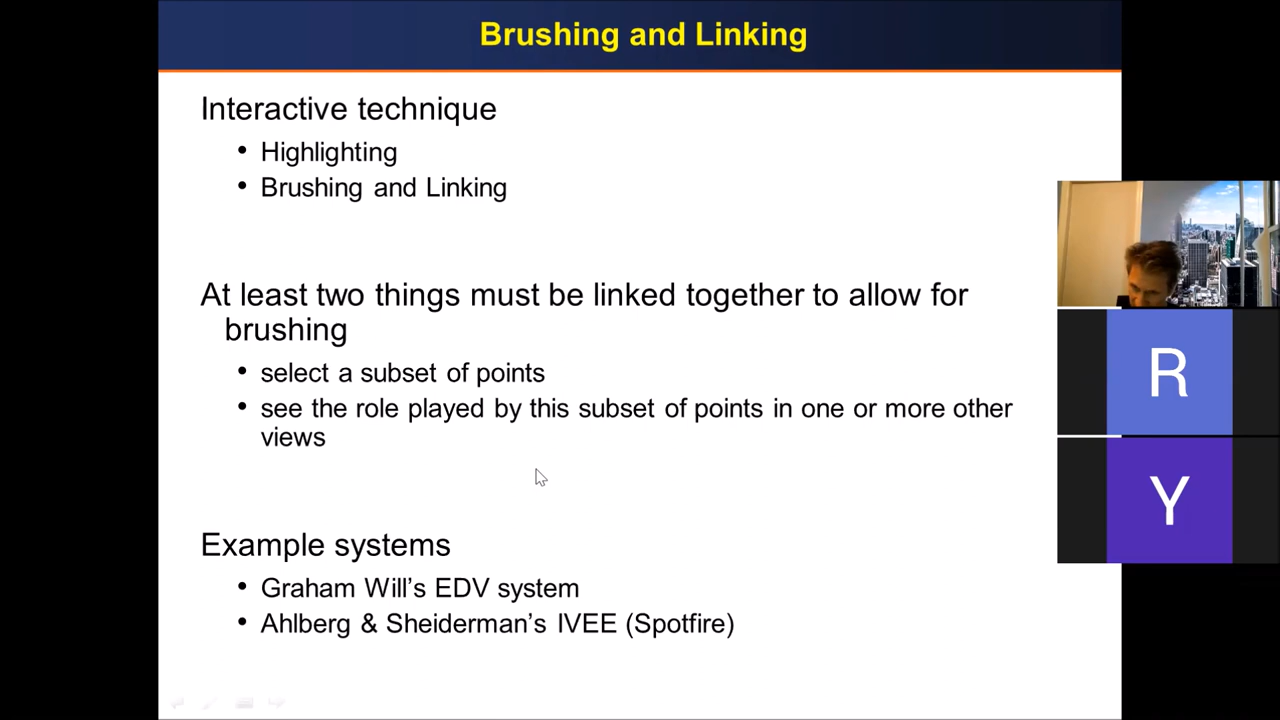 Brushing and Linking
Interactive technique
• Highlighting
• Brushing and Linking
At least two things must be linked together to allow for
brushing
• select a subset of points
• see the role played by this subset of points in one or more other
views
Example systems
• Graham Will’s EDV system
• Ahlberg & Sheiderman’s IVEE (Spotfire)
R
Y